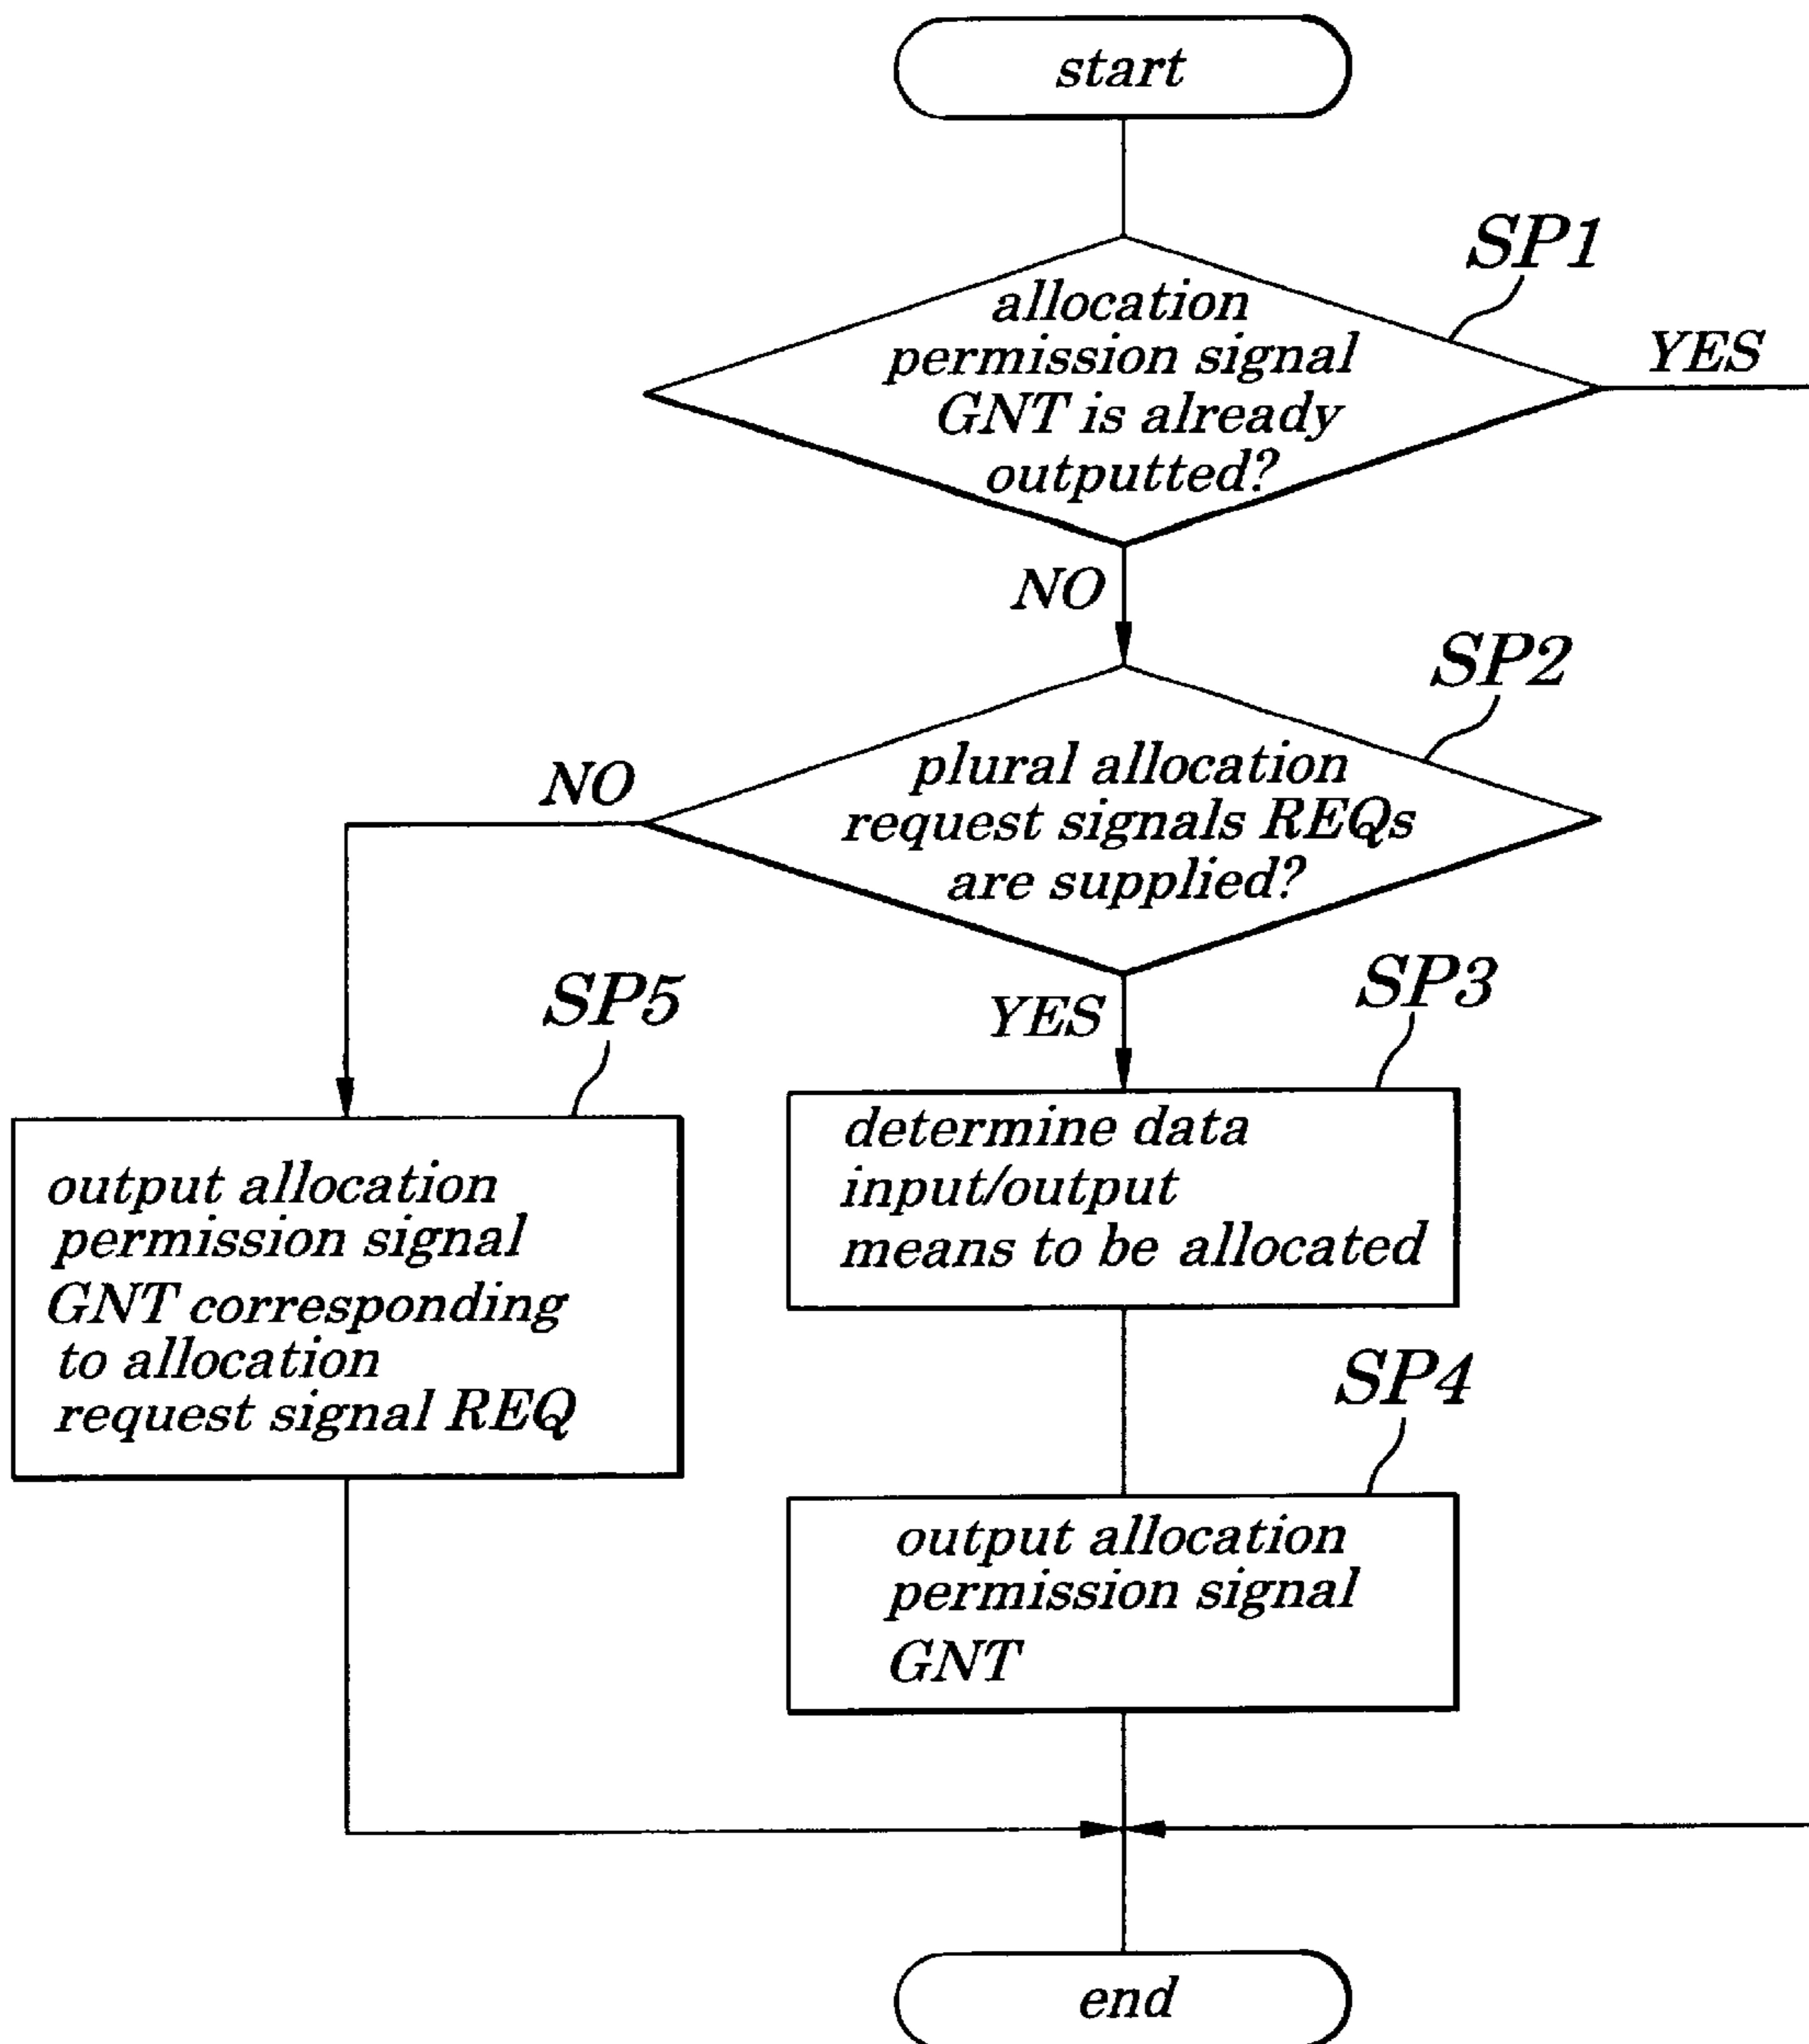 start
SP1
allocation
permission signal
GNT is already
outputted?
YES
NO
SP2
plural allocation
request signals REQs
are supplied?
NO
YES
SP3
determine data
input/output
means to be allocated
SP5
output allocation
permission signal
GNT corresponding
to allocation
request signal REQ
SP4
output allocation
permission signal
GNT
end